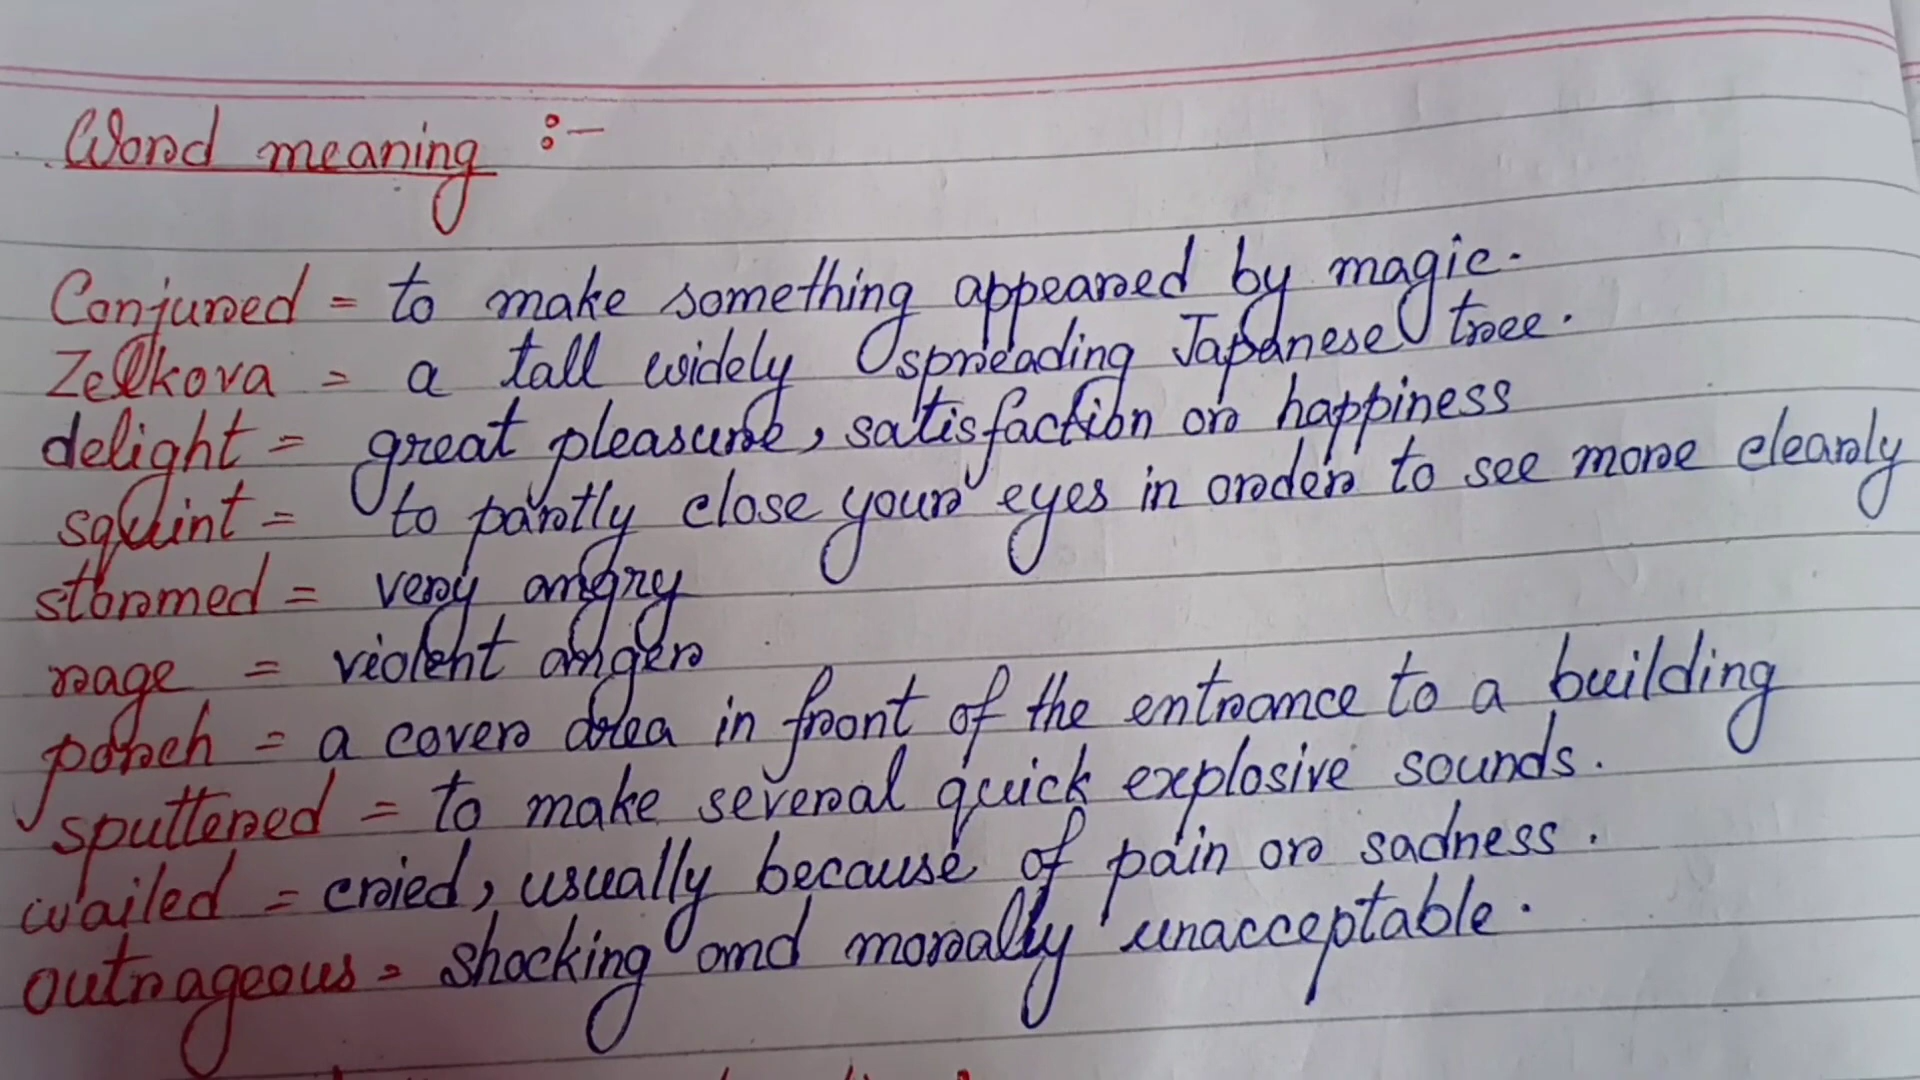 Word meaning :-
Conjured = to make something appeared by magic.
Zelkova = a tall widely spreading Japanese tree.
delight = great pleasure, satisfaction or happiness
squint = to partly close your eyes in order to see more clearly
stormed = very angry
rage = violent anger
porch = a cover area in front of the entrance to a building
sputtered = to make several quick explosive sounds.
wailed = cried, usually because of pain or sadness.
outrageous = shocking and morally unacceptable.